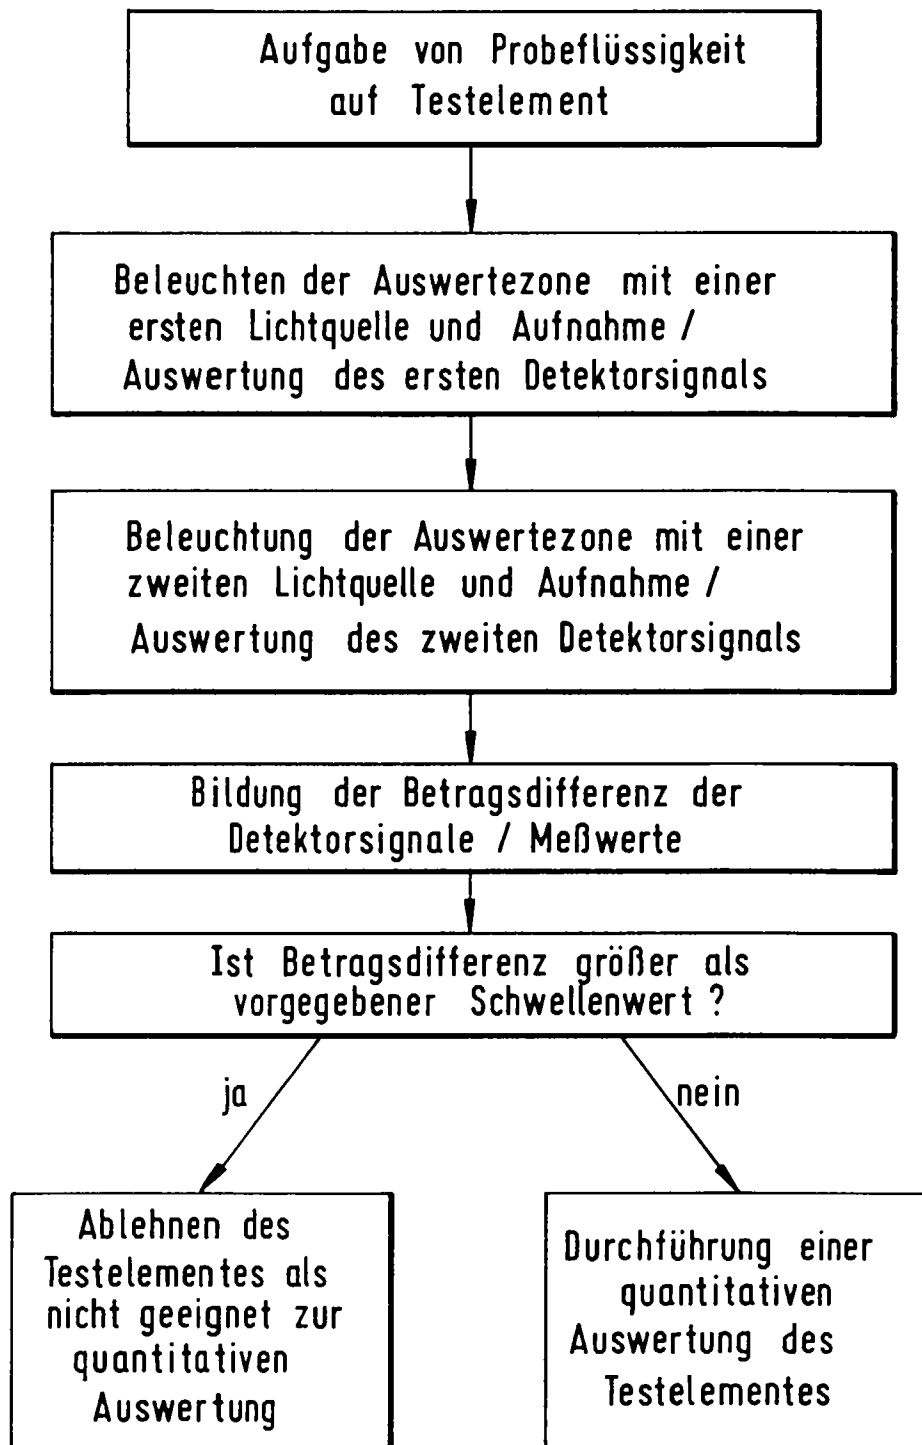 Aufgabe von Probeflüssigkeit
auf Testelement
Beleuchten der Auswertezone mit einer
ersten Lichtquelle und Aufnahme /
Auswertung des ersten Detektorsignals
Beleuchtung der Auswertezone mit einer
zweiten Lichtquelle und Aufnahme /
Auswertung des zweiten Detektorsignals
Bildung der Betragsdifferenz der
Detektorsignale / Meßwerte
Ist Betragsdifferenz größer als
vorgegebener Schwellenwert ?
ja
nein
Ablehnen des
Testelementes als
nicht geeignet zur
quantitativen
Auswertung
Durchführung einer
quantitativen
Auswertung des
Testelementes